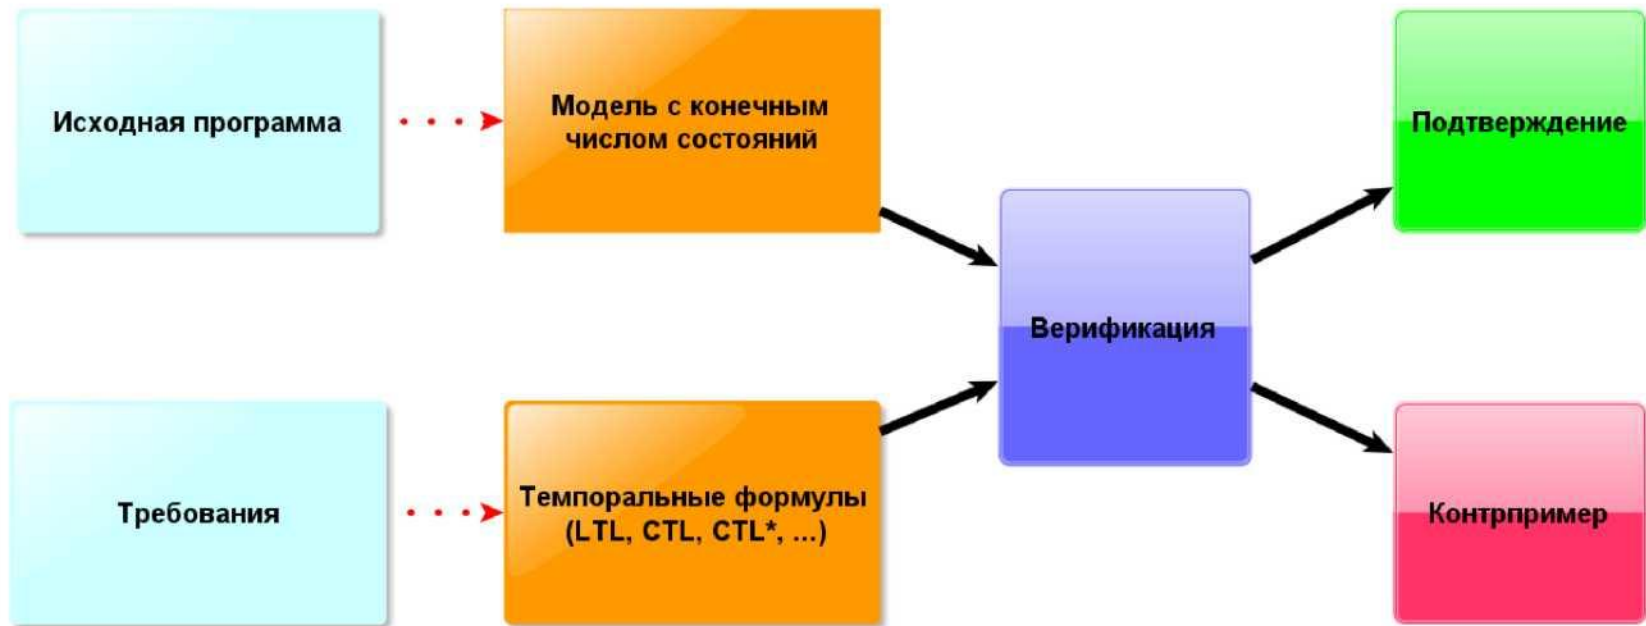 Исходная программа
Модель с конечным
числом состояний
Подтверждение
Верификация
Требования
Темпоральные формулы
(LTL, CTL, CTL*, ...)
Контрпример